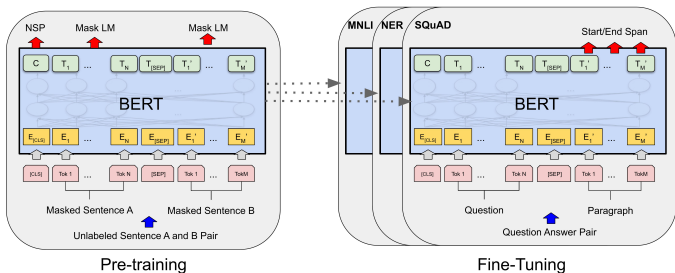 NSP Mask LM Mask LM
C T1 ... TN T[SEP] T1' ... TM'
BERT
E[CLS] E1 ... EN E[SEP] E1' ... EM'
[CLS] Tok 1 ... Tok N [SEP] Tok 1 ... TokM
Masked Sentence A Masked Sentence B
Unlabeled Sentence A and B Pair
Pre-training
MNLI NER SQuAD
Start/End Span
C T1 ... TN T[SEP] T1' ... TM'
BERT
E[CLS] E1 ... EN E[SEP] E1' ... EM'
[CLS] Tok 1 ... Tok N [SEP] Tok 1 ... TokM
Question Paragraph
Question Answer Pair
Fine-Tuning